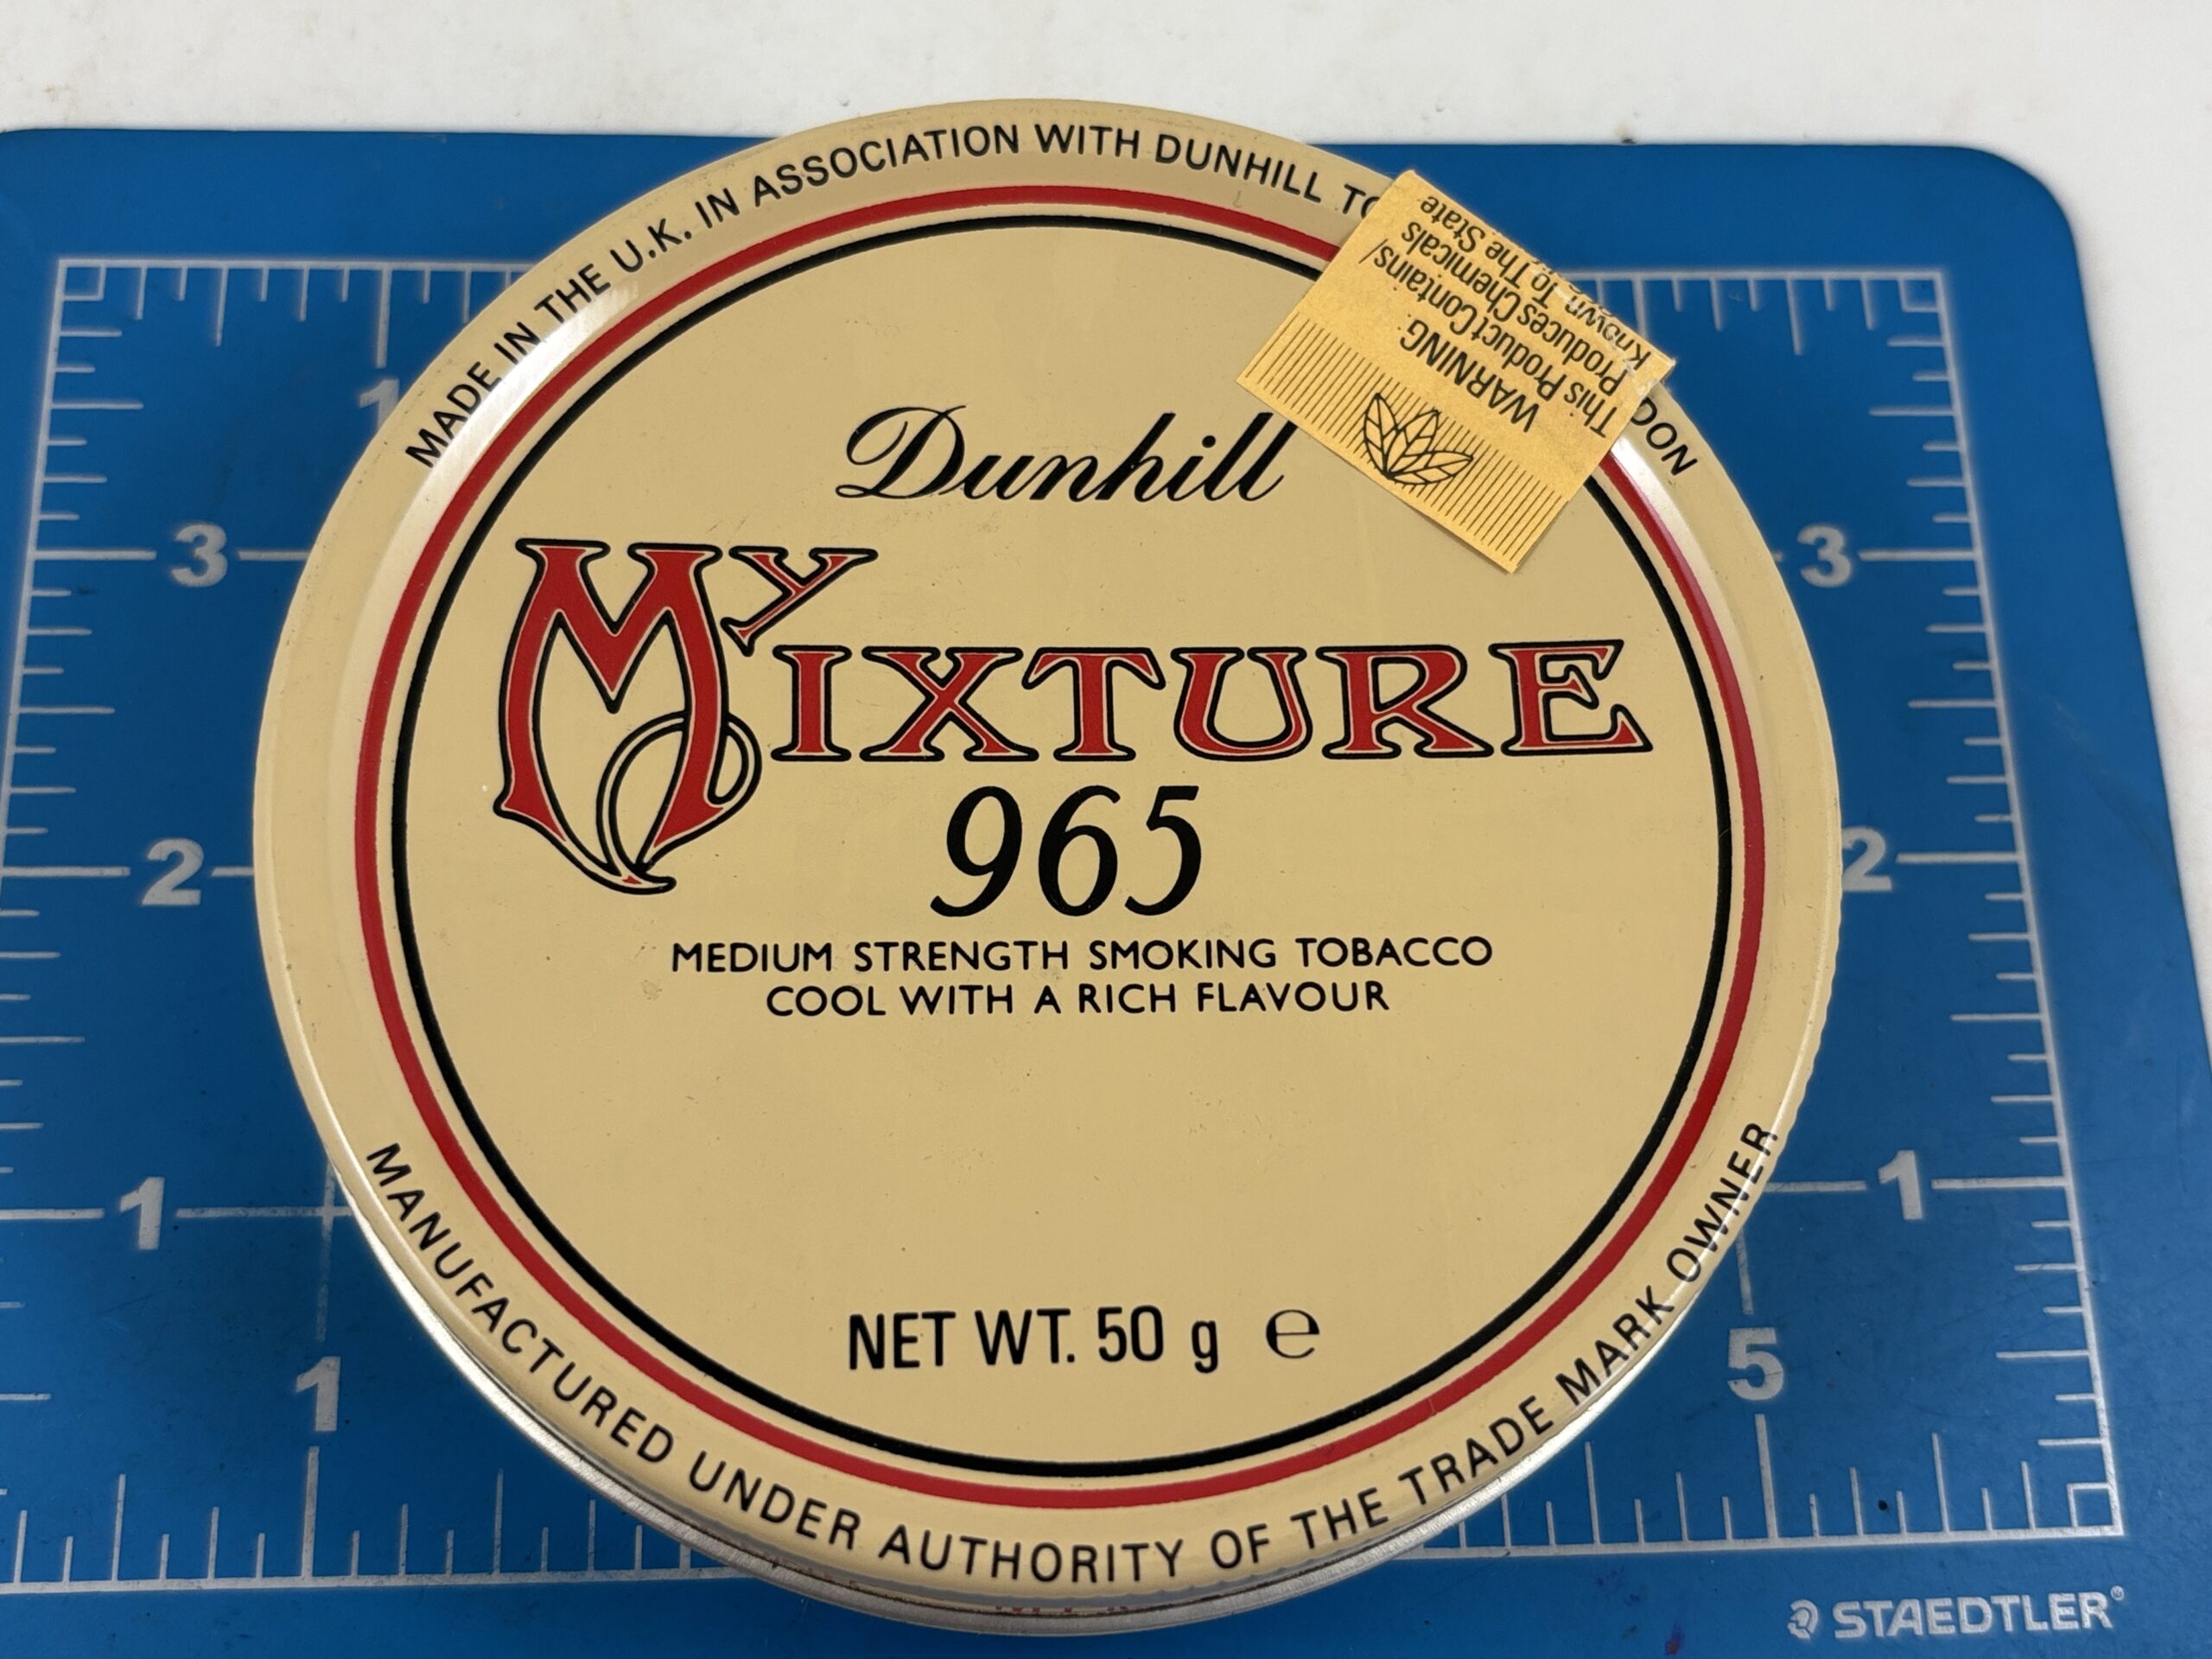 MADE IN THE U.K. IN ASSOCIATION WITH DUNHILL
WARNING:
This Product Contains/
Produces Chemicals
Known To The State
Dunhill
My Mixture
965
MEDIUM STRENGTH SMOKING TOBACCO
COOL WITH A RICH FLAVOUR
NET WT. 50 g ℮
MANUFACTURED UNDER AUTHORITY OF THE TRADE MARK OWNER
1
3
3
2
2
1
1
1
5
STAEDTLER®